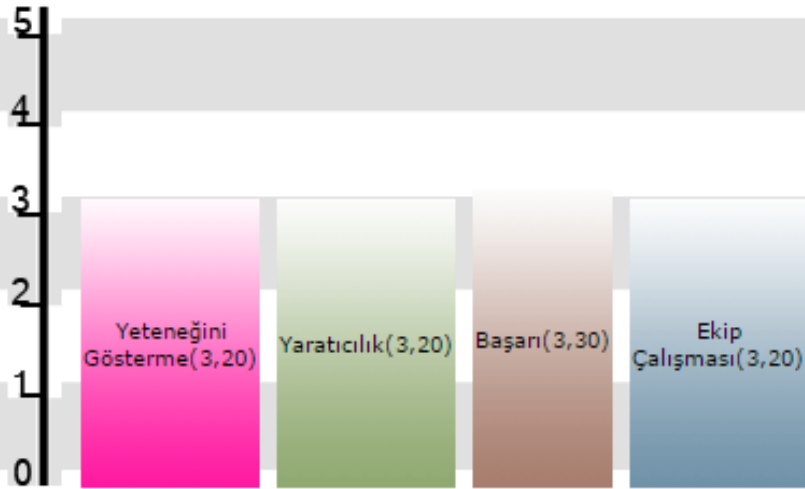 5
4
3
2
1
0
Yeteneğini
Gösterme(3,20)
Yaratıcılık(3,20)
Başarı(3,30)
Ekip
Çalışması(3,20)